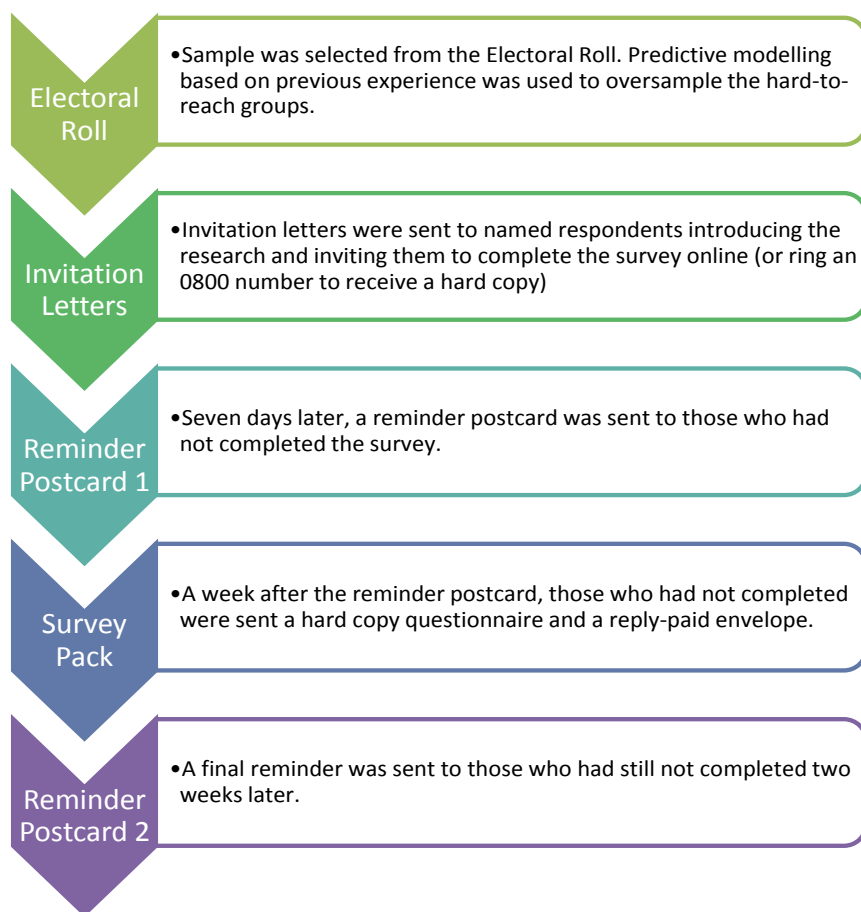 Electoral
Roll
•Sample was selected from the Electoral Roll. Predictive modelling
based on previous experience was used to oversample the hard-to-
reach groups.
Invitation
Letters
•Invitation letters were sent to named respondents introducing the
research and inviting them to complete the survey online (or ring an
0800 number to receive a hard copy)
Reminder
Postcard 1
•Seven days later, a reminder postcard was sent to those who had
not completed the survey.
Survey
Pack
•A week after the reminder postcard, those who had not completed
were sent a hard copy questionnaire and a reply-paid envelope.
Reminder
Postcard 2
•A final reminder was sent to those who had still not completed two
weeks later.